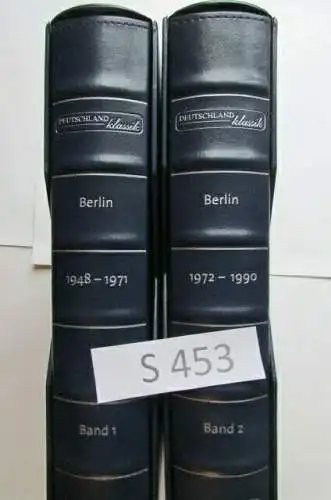 DEUTSCHLAND
klassik
Berlin
1948 – 1971
Band 1
DEUTSCHLAND
klassik
Berlin
1972 – 1990
Band 2
S 453